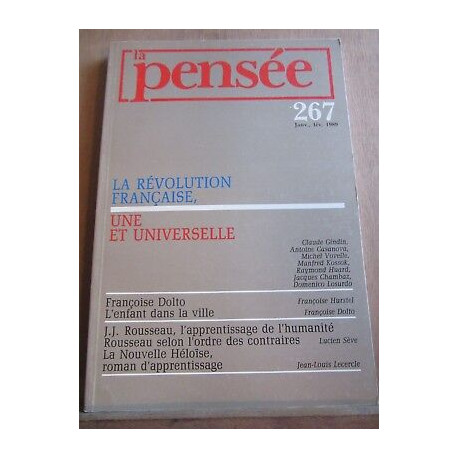 la
pensée
267
Janv., fév. 1989
LA RÉVOLUTION
FRANÇAISE,
UNE
ET UNIVERSELLE
Claude Gindin,
Antoine Casanova,
Michel Vovelle,
Manfred Kossok,
Raymond Huard,
Jacques Chambaz,
Domenico Losurdo
Françoise Dolto Françoise Hurstel
L'enfant dans la ville Françoise Dolto
J.J. Rousseau, l'apprentissage de l'humanité
Rousseau selon l'ordre des contraires Lucien Sève
La Nouvelle Héloïse,
roman d'apprentissage Jean-Louis Lecercle